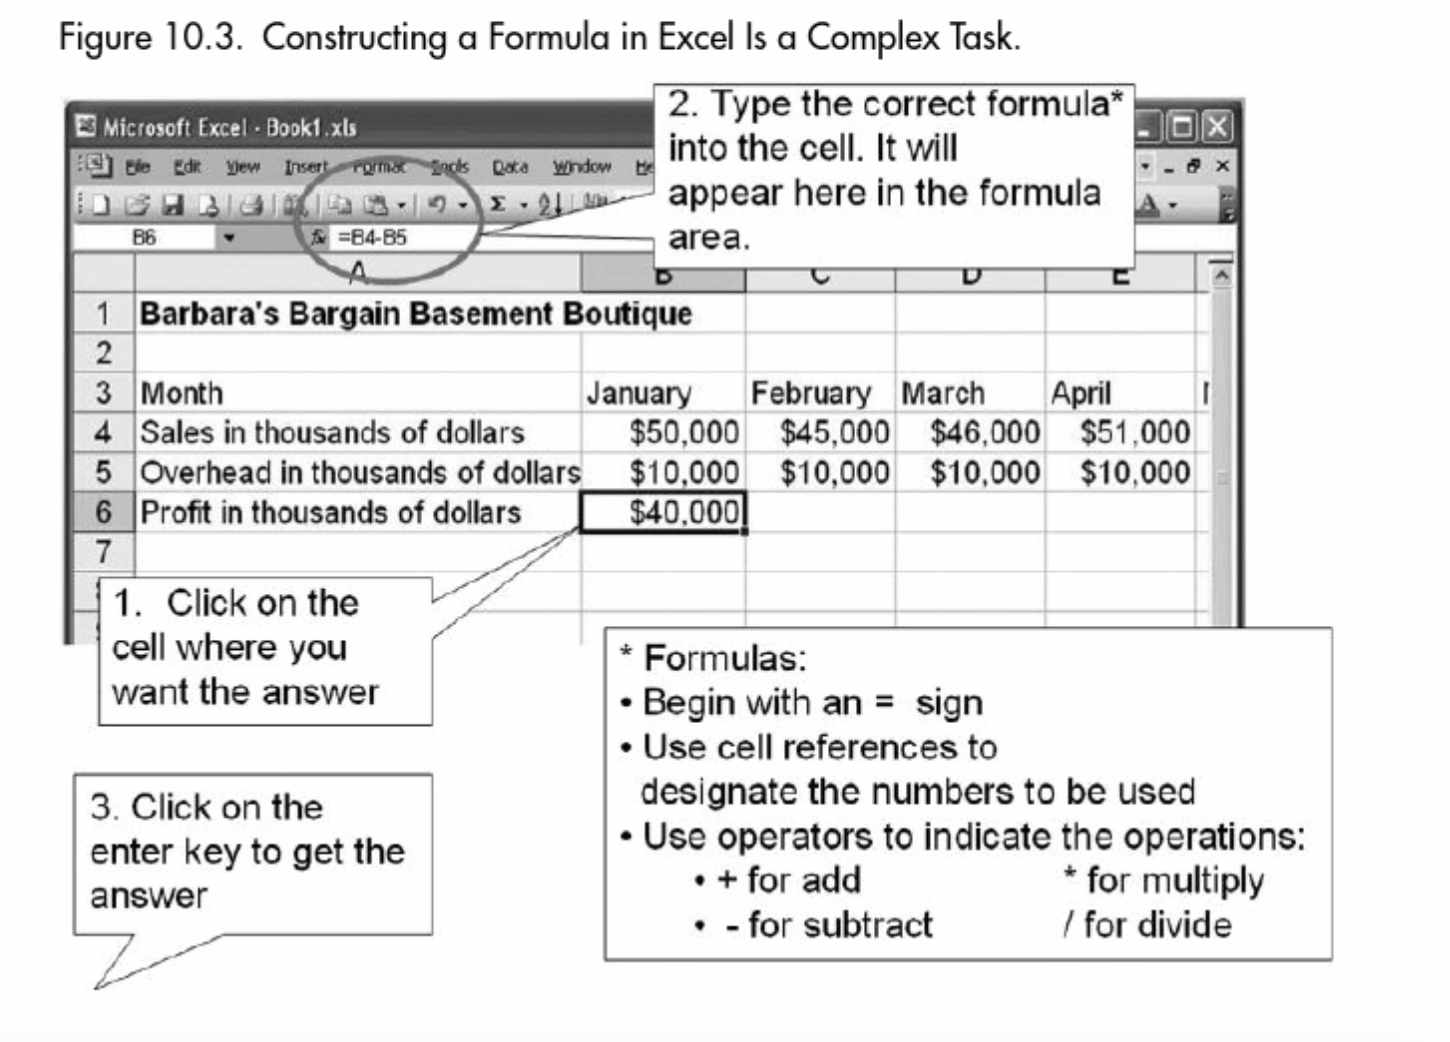 Figure 10.3. Constructing a Formula in Excel Is a Complex Task.
Microsoft Excel - Book1.xls
File Edit View Insert Format Tools Data Window He
2. Type the correct formula*
into the cell. It will
appear here in the formula
area.
B6 fx =B4-B5
A B C D E
1 Barbara's Bargain Basement Boutique
2
3 Month January February March April
4 Sales in thousands of dollars $50,000 $45,000 $46,000 $51,000
5 Overhead in thousands of dollars $10,000 $10,000 $10,000 $10,000
6 Profit in thousands of dollars $40,000
7
1. Click on the
cell where you
want the answer
3. Click on the
enter key to get the
answer
* Formulas:
• Begin with an = sign
• Use cell references to
designate the numbers to be used
• Use operators to indicate the operations:
• + for add * for multiply
• - for subtract / for divide